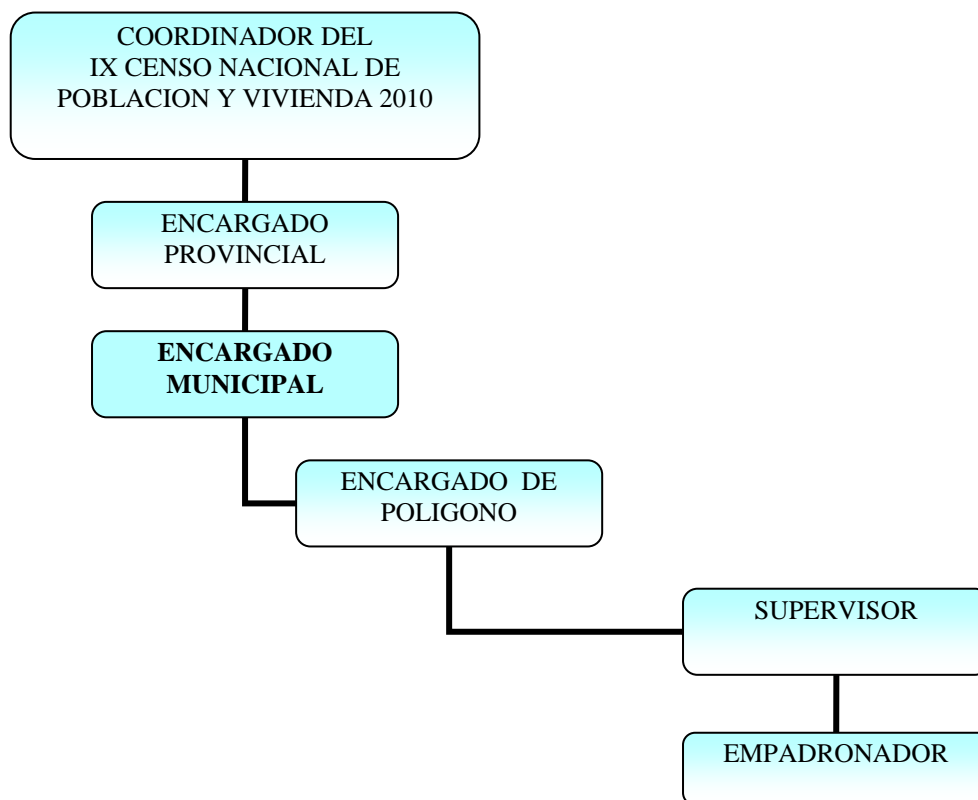 COORDINADOR DEL
IX CENSO NACIONAL DE
POBLACION Y VIVIENDA 2010
ENCARGADO
PROVINCIAL
ENCARGADO
MUNICIPAL
ENCARGADO DE
POLIGONO
SUPERVISOR
EMPADRONADOR